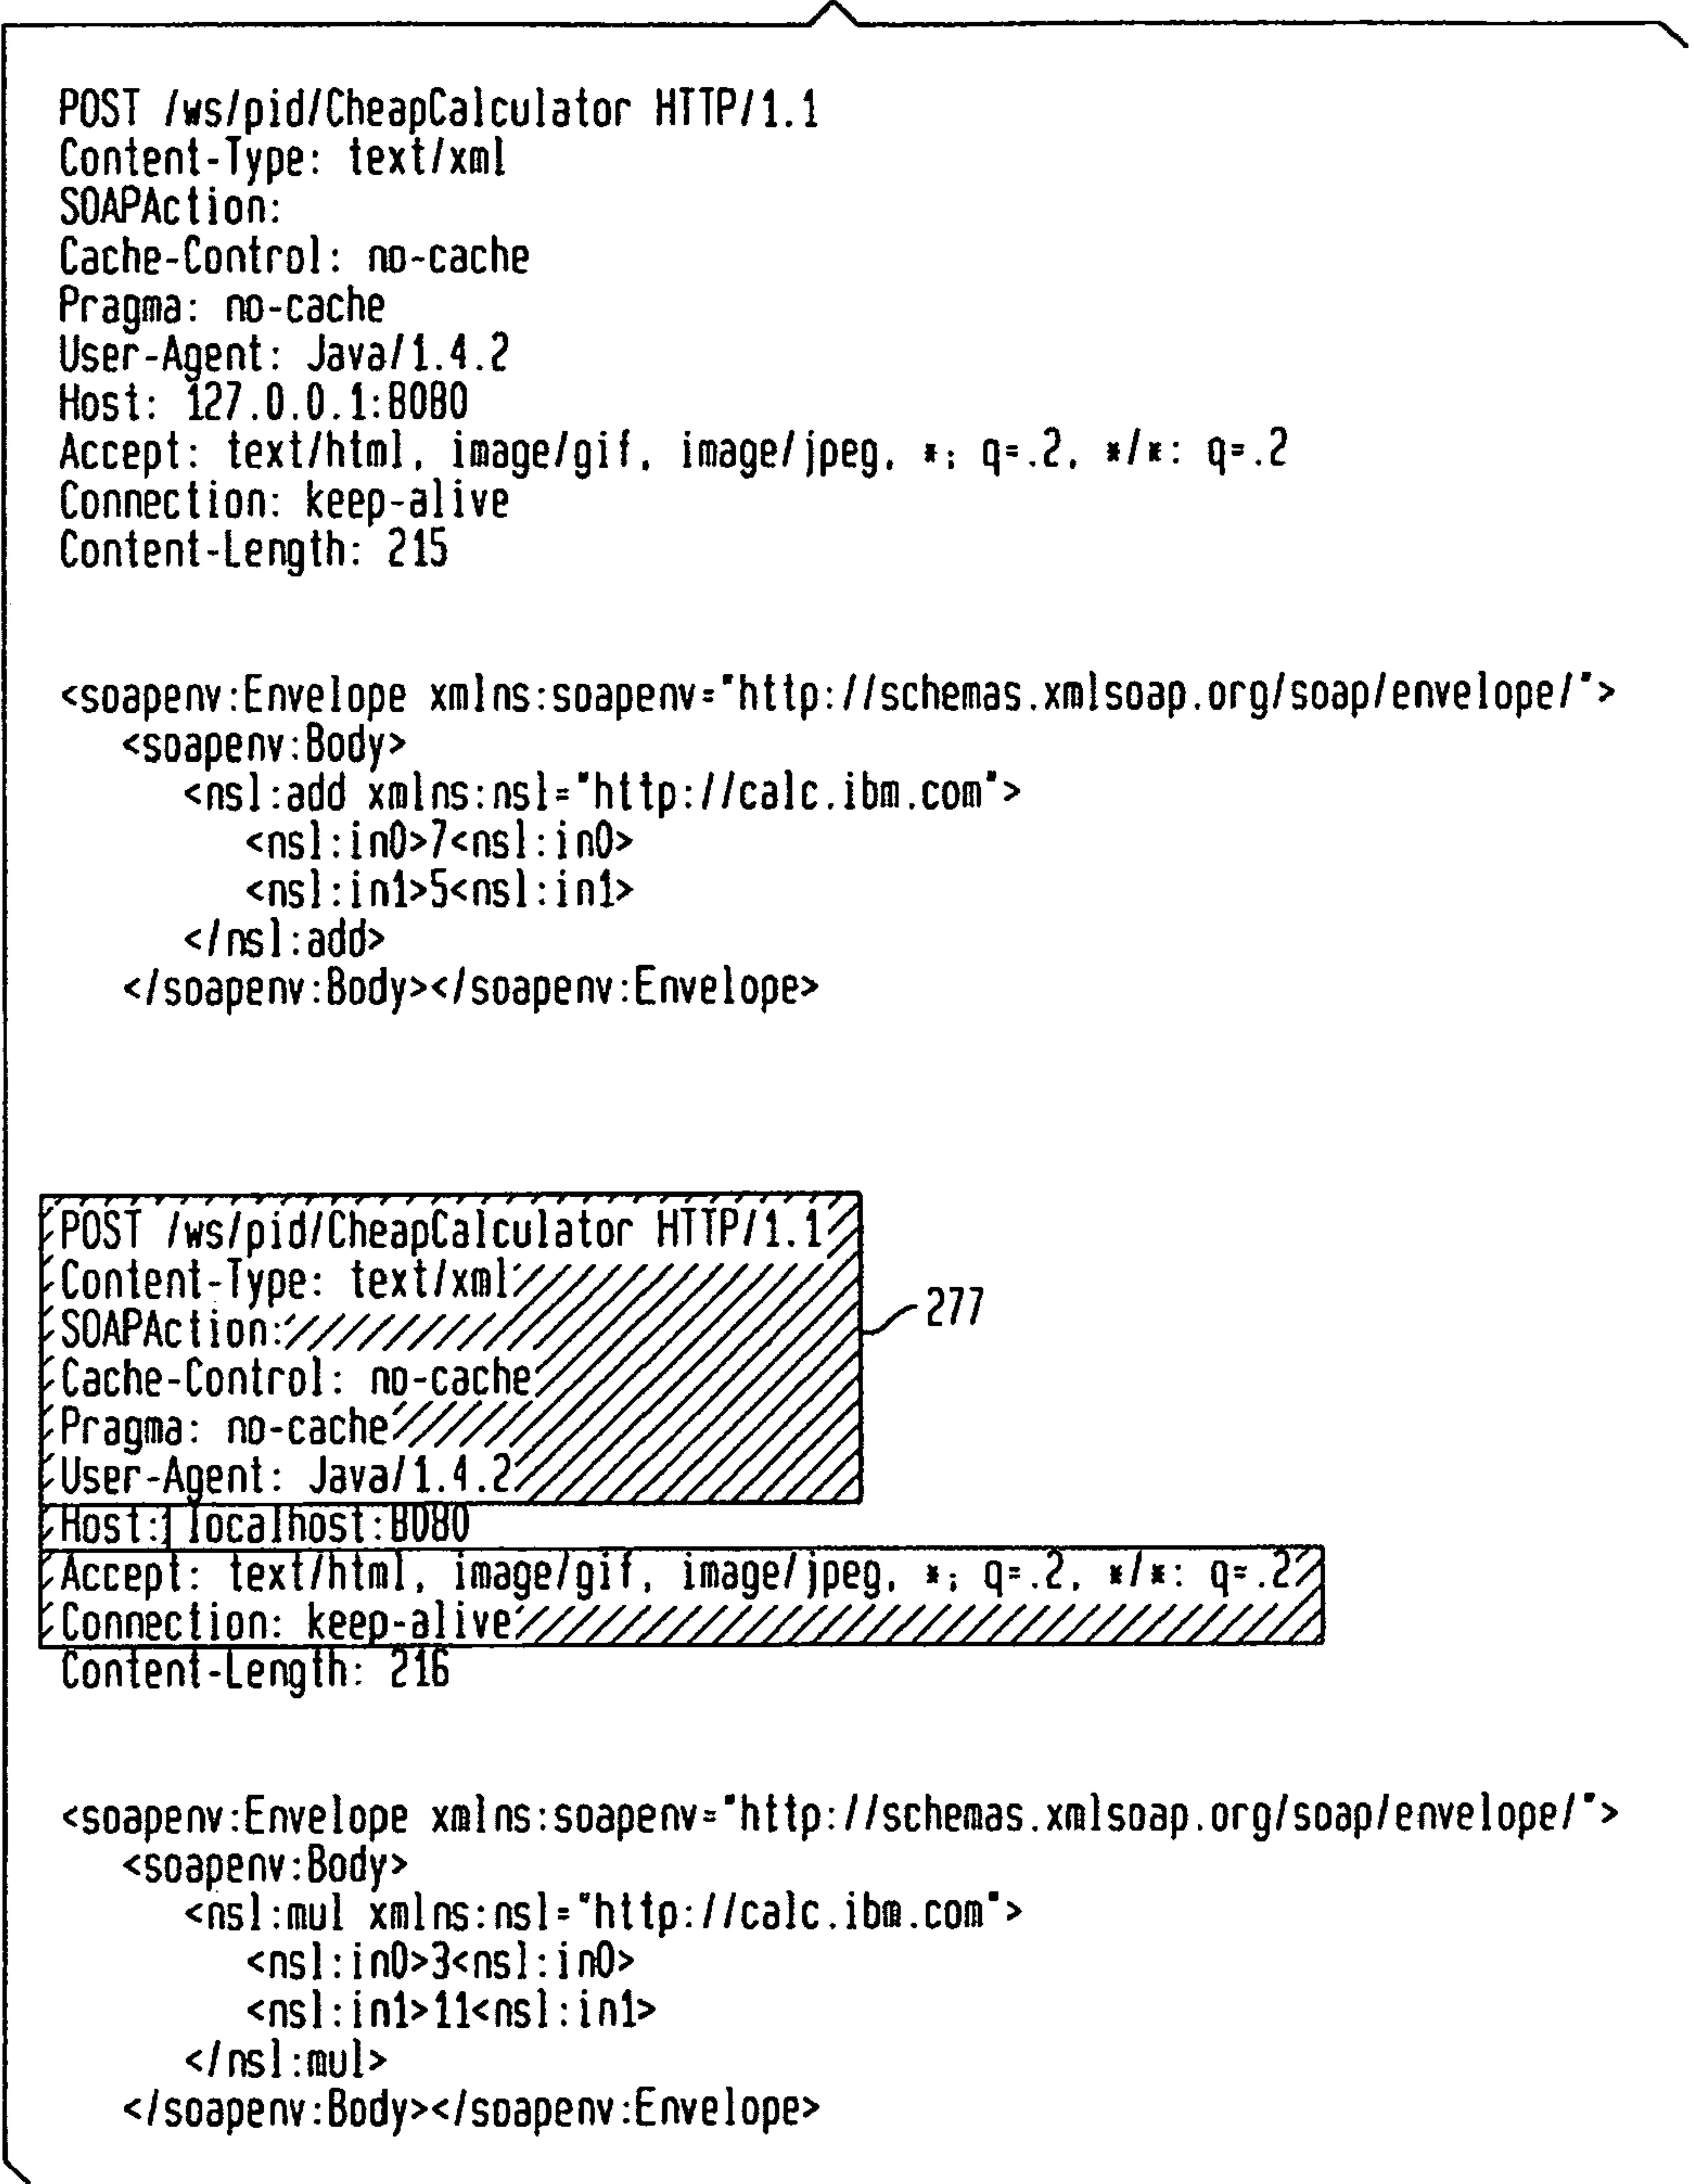 POST /ws/pid/CheapCalculator HTTP/1.1
Content-Type: text/xml
SOAPAction:
Cache-Control: no-cache
Pragma: no-cache
User-Agent: Java/1.4.2
Host: 127.0.0.1:8080
Accept: text/html, image/gif, image/jpeg, *; q=.2, */*: q=.2
Connection: keep-alive
Content-Length: 215
<soapenv:Envelope xmlns:soapenv="http://schemas.xmlsoap.org/soap/envelope/">
<soapenv:Body>
<nsl:add xmlns:nsl="http://calc.ibm.com">
<nsl:in0>7<nsl:in0>
<nsl:in1>5<nsl:in1>
</nsl:add>
</soapenv:Body></soapenv:Envelope>
POST /ws/pid/CheapCalculator HTTP/1.1
Content-Type: text/xml
SOAPAction:
277
Cache-Control: no-cache
Pragma: no-cache
User-Agent: Java/1.4.2
Host: localhost:8080
Accept: text/html, image/gif, image/jpeg, *; q=.2, */*: q=.2
Connection: keep-alive
Content-Length: 216
<soapenv:Envelope xmlns:soapenv="http://schemas.xmlsoap.org/soap/envelope/">
<soapenv:Body>
<nsl:mul xmlns:nsl="http://calc.ibm.com">
<nsl:in0>3<nsl:in0>
<nsl:in1>11<nsl:in1>
</nsl:mul>
</soapenv:Body></soapenv:Envelope>